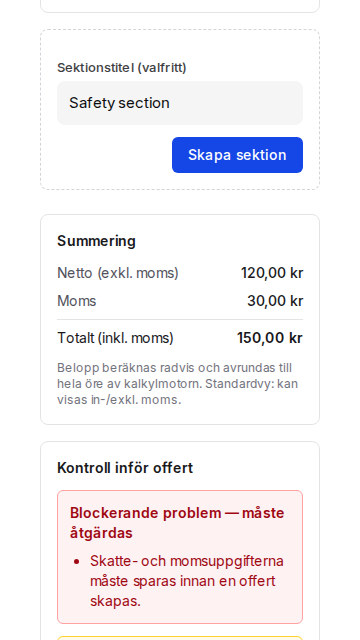 Sektionstitel (valfritt)
Safety section
Skapa sektion
Summering
Netto (exkl. moms) 120,00 kr
Moms 30,00 kr
Totalt (inkl. moms) 150,00 kr
Belopp beräknas radvis och avrundas till
hela öre av kalkylmotorn. Standardvy: kan
visas in-/exkl. moms.
Kontroll inför offert
Blockerande problem — måste
åtgärdas
• Skatte- och momsuppgifterna
måste sparas innan en offert
skapas.